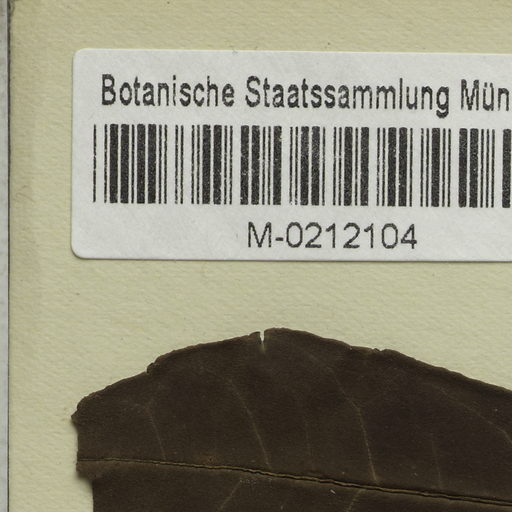 Botanische Staatssammlung Mün
M-0212104